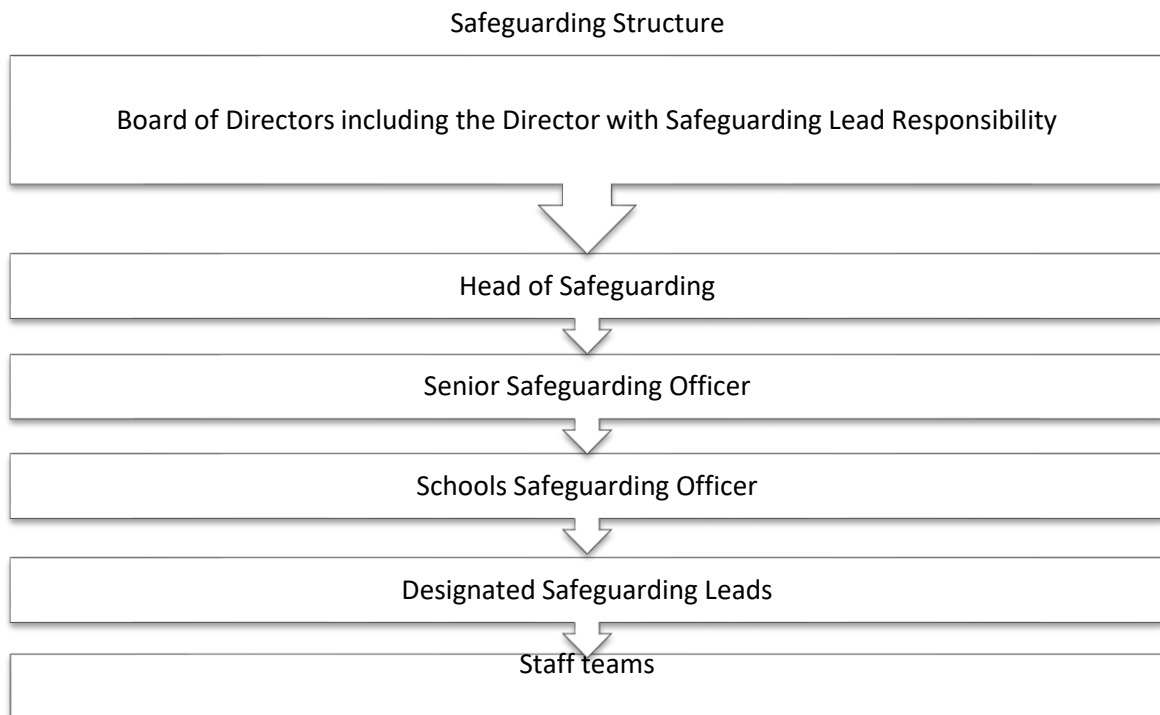 Safeguarding Structure
Board of Directors including the Director with Safeguarding Lead Responsibility
Head of Safeguarding
Senior Safeguarding Officer
Schools Safeguarding Officer
Designated Safeguarding Leads
Staff teams